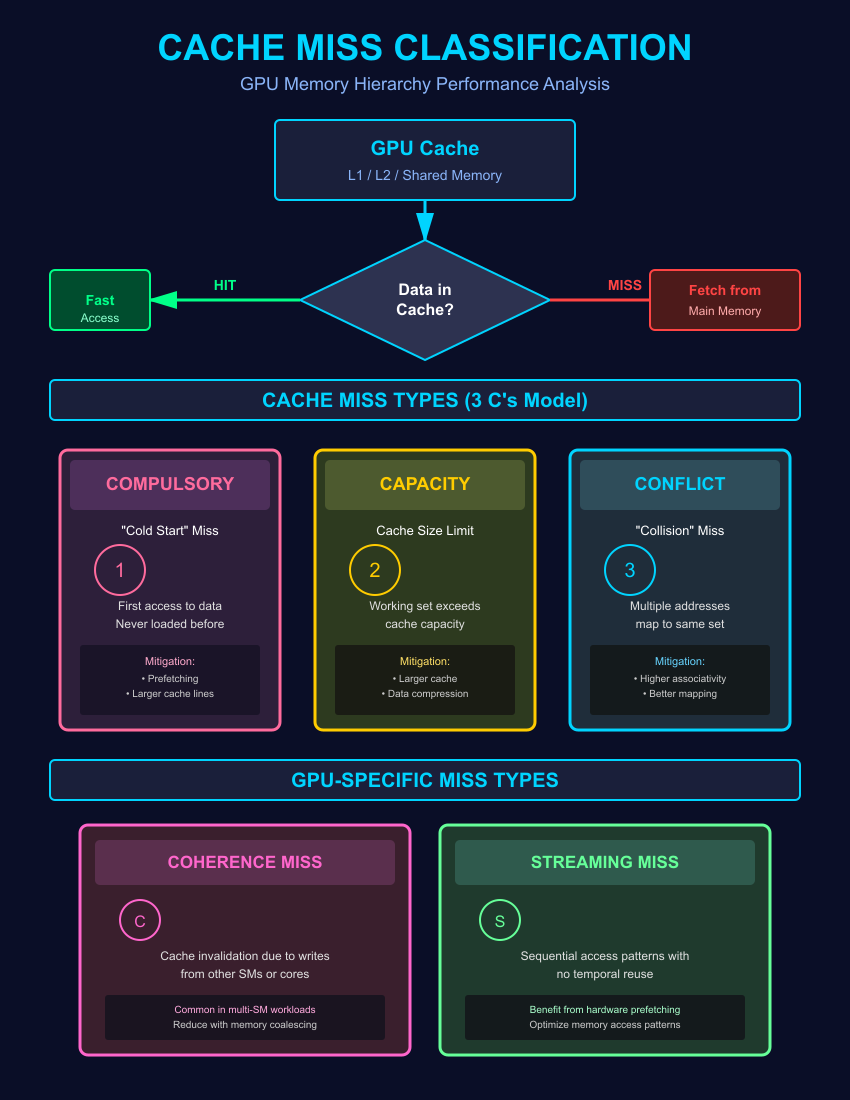 CACHE MISS CLASSIFICATION
GPU Memory Hierarchy Performance Analysis
GPU Cache
L1 / L2 / Shared Memory
HIT
Data in
Cache?
MISS
Fast
Access
Fetch from
Main Memory
CACHE MISS TYPES (3 C's Model)
COMPULSORY
"Cold Start" Miss
1
First access to data
Never loaded before
Mitigation:
• Prefetching
• Larger cache lines
CAPACITY
Cache Size Limit
2
Working set exceeds
cache capacity
Mitigation:
• Larger cache
• Data compression
CONFLICT
"Collision" Miss
3
Multiple addresses
map to same set
Mitigation:
• Higher associativity
• Better mapping
GPU-SPECIFIC MISS TYPES
COHERENCE MISS
C
Cache invalidation due to writes
from other SMs or cores
Common in multi-SM workloads
Reduce with memory coalescing
STREAMING MISS
S
Sequential access patterns with
no temporal reuse
Benefit from hardware prefetching
Optimize memory access patterns